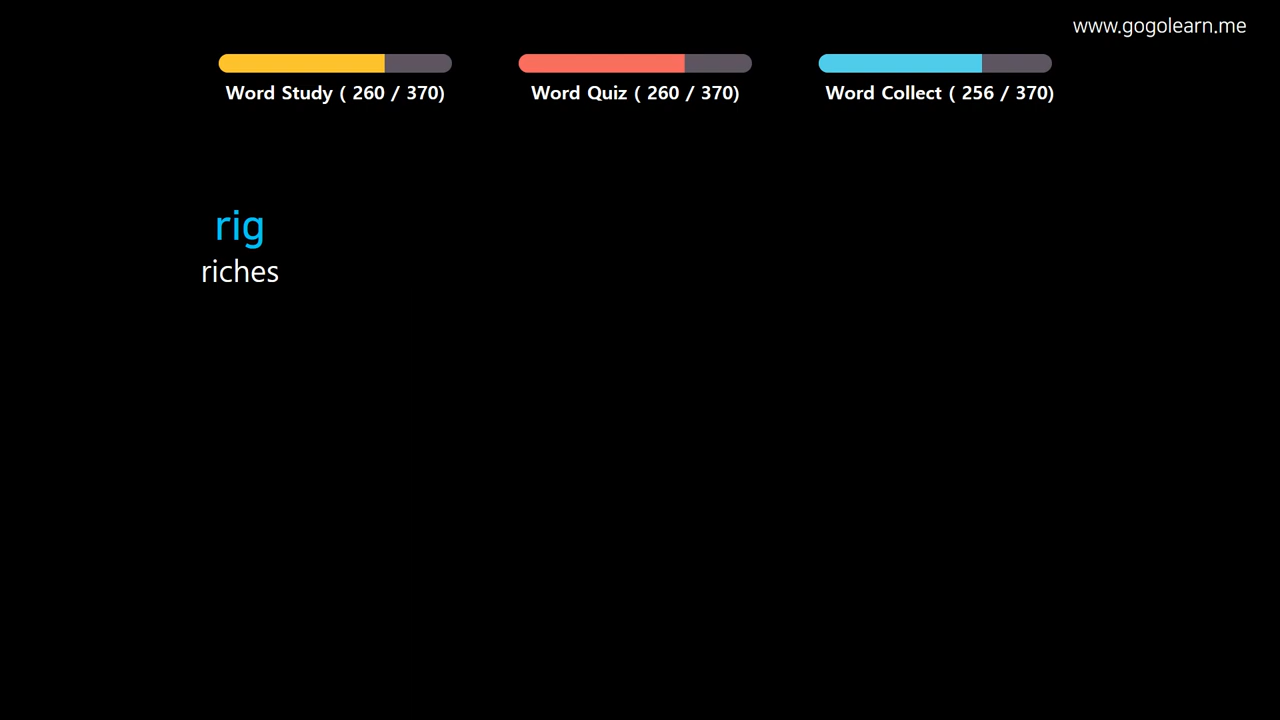 www.gogolearn.me
Word Study ( 260 / 370)
Word Quiz ( 260 / 370)
Word Collect ( 256 / 370)
rig
riches